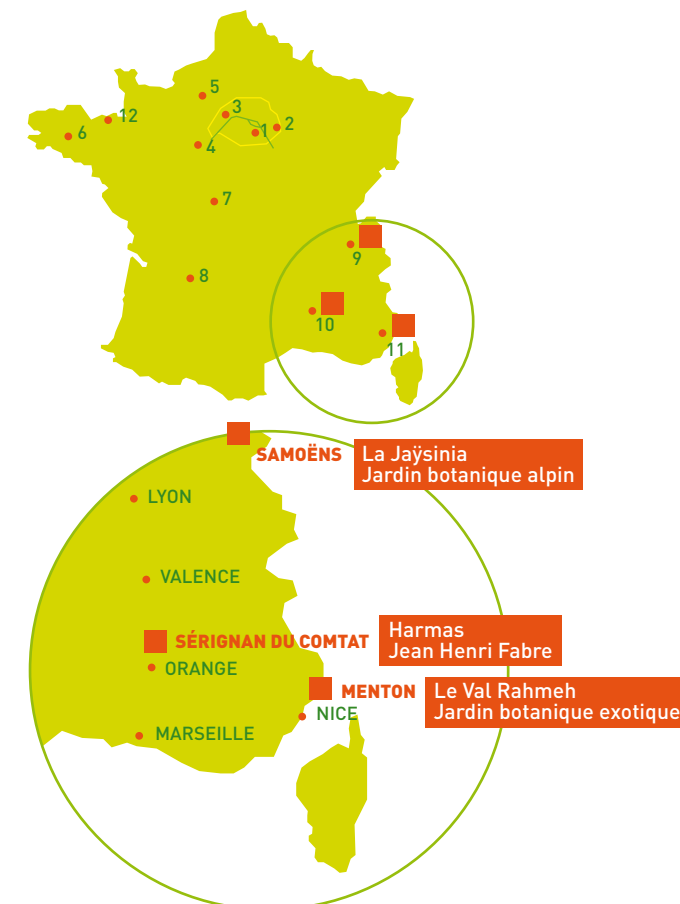 5
3
12
2
1
6
4
7
9
8
10
11
SAMOËNS
La Jaÿsinia
Jardin botanique alpin
LYON
VALENCE
SÉRIGNAN DU COMTAT
Harmas
Jean Henri Fabre
ORANGE
MENTON
Le Val Rahmeh
Jardin botanique exotique
NICE
MARSEILLE